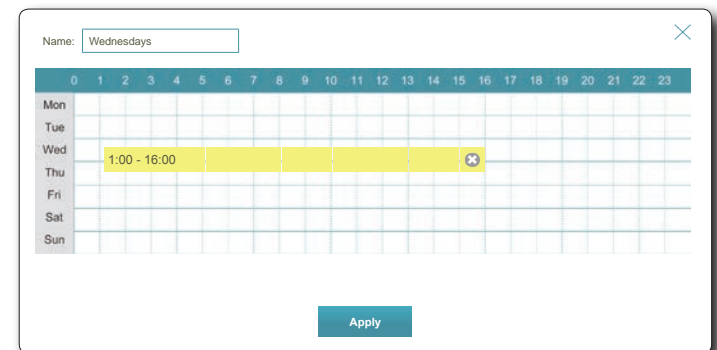 Name: Wednesdays
0 1 2 3 4 5 6 7 8 9 10 11 12 13 14 15 16 17 18 19 20 21 22 23
Mon
Tue
Wed
1:00 - 16:00
Thu
Fri
Sat
Sun
Apply